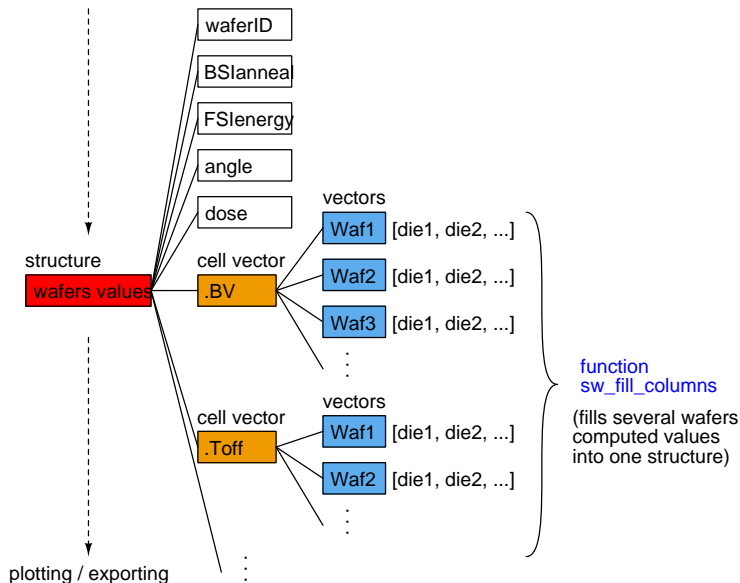 waferID
BSIanneal
FSIenergy
angle
dose
structure
wafers values
cell vector
.BV
vectors
Waf1 [die1, die2, ...]
Waf2 [die1, die2, ...]
Waf3 [die1, die2, ...]
cell vector
.Toff
vectors
Waf1 [die1, die2, ...]
Waf2 [die1, die2, ...]
function
sw_fill_columns
(fills several wafers
computed values
into one structure)
plotting / exporting